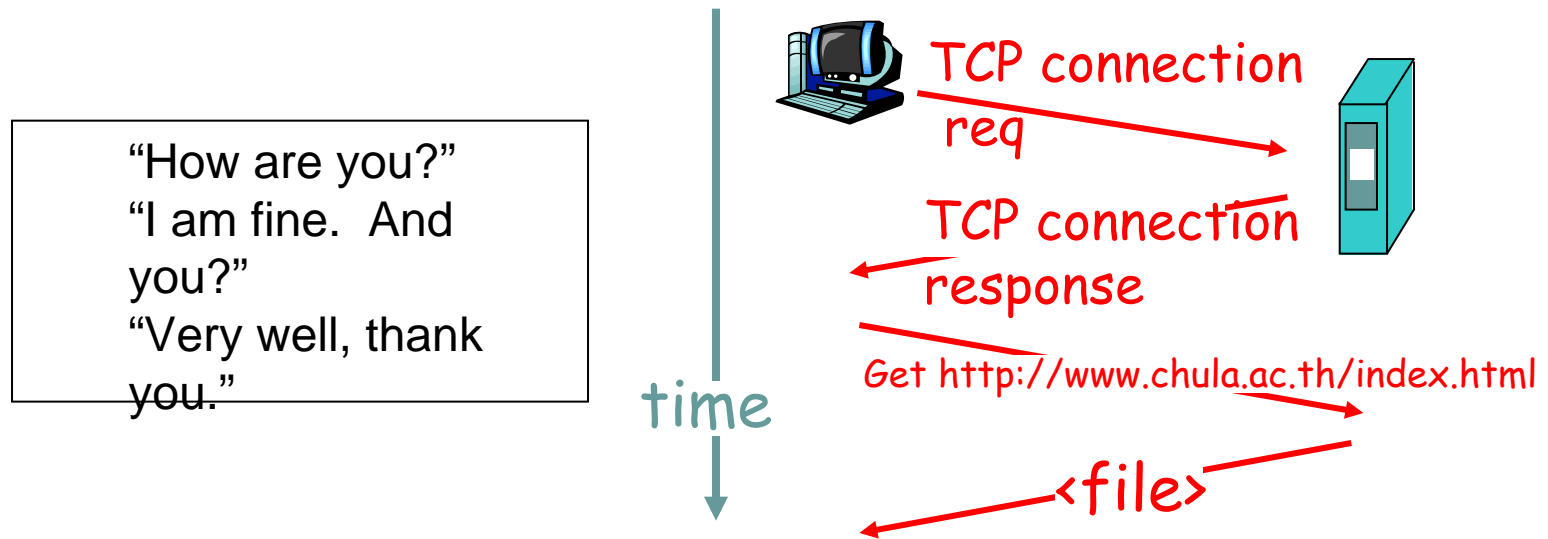 “How are you?”
“I am fine.  And
you?”
“Very well, thank
you.”
time
TCP connection
req
TCP connection
response
Get http://www.chula.ac.th/index.html
<file>